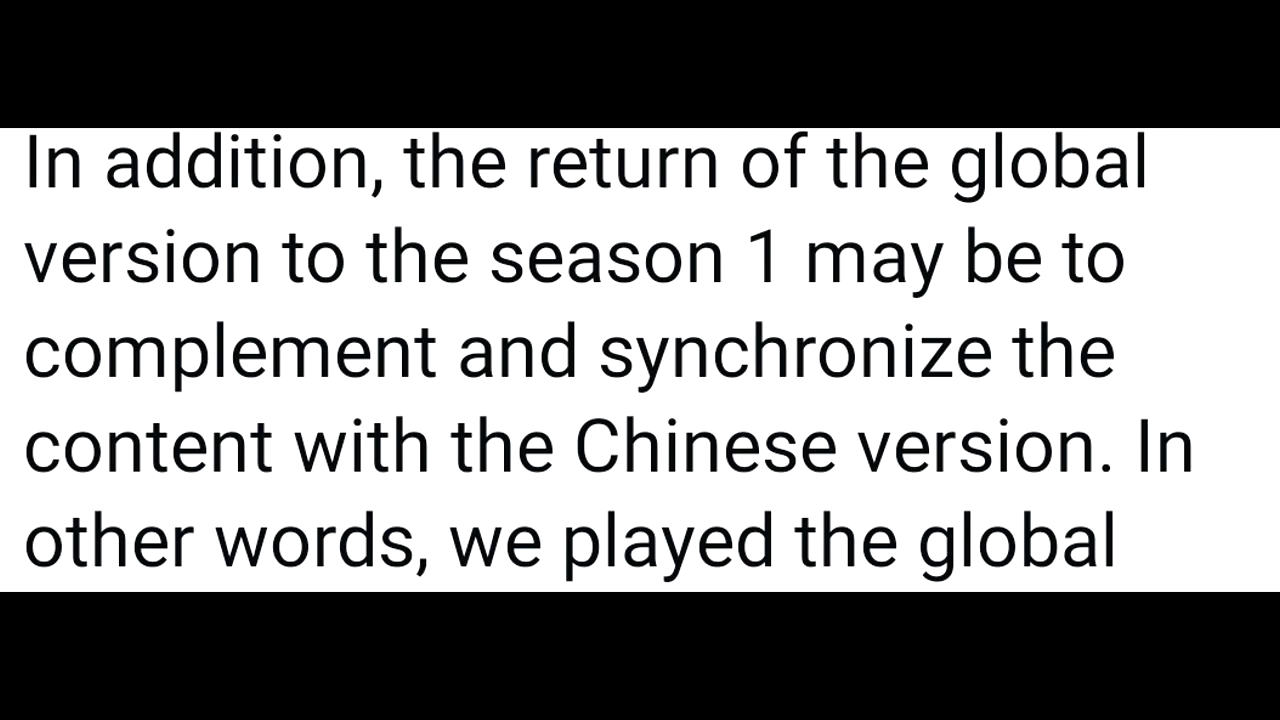 In addition, the return of the global
version to the season 1 may be to
complement and synchronize the
content with the Chinese version. In
other words, we played the global